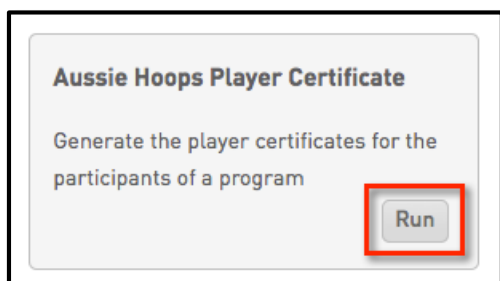 Aussie Hoops Player Certificate
Generate the player certificates for the
participants of a program
Run